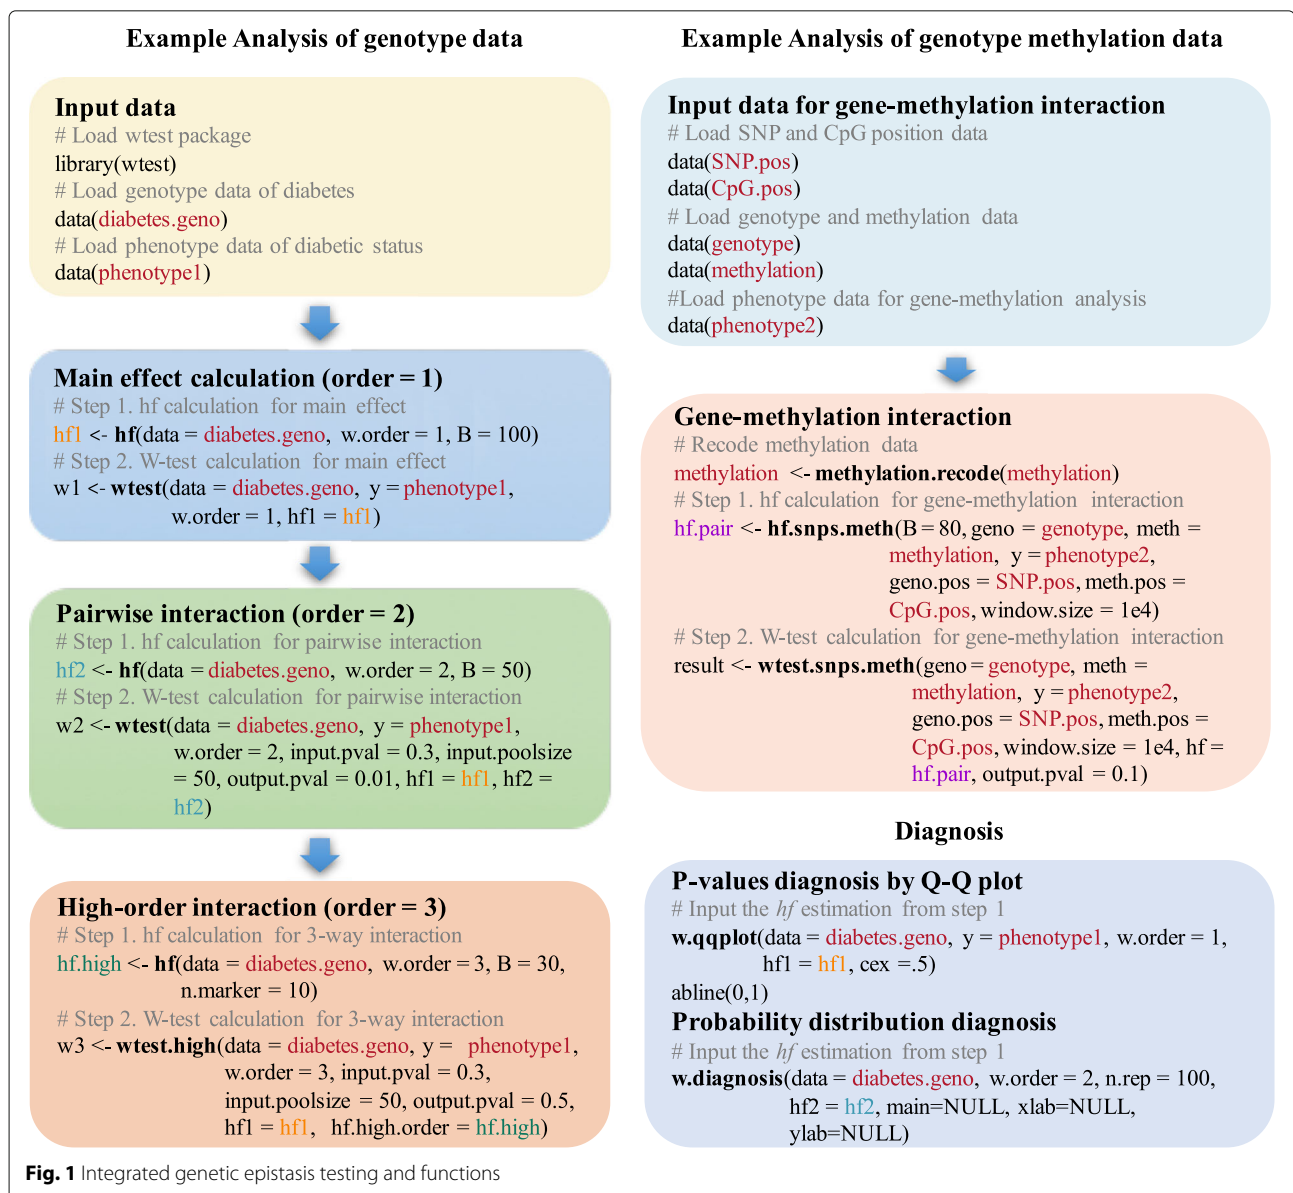 Example Analysis of genotype data
Input data
# Load wtest package
library(wtest)
# Load genotype data of diabetes
data(diabetes.geno)
# Load phenotype data of diabetic status
data(phenotype1)
Main effect calculation (order = 1)
# Step 1. hf calculation for main effect
hf1 <- hf(data = diabetes.geno, w.order = 1, B = 100)
# Step 2. W-test calculation for main effect
w1 <- wtest(data = diabetes.geno, y = phenotype1,
w.order = 1, hf1 = hf1)
Pairwise interaction (order = 2)
# Step 1. hf calculation for pairwise interaction
hf2 <- hf(data = diabetes.geno, w.order = 2, B = 50)
# Step 2. W-test calculation for pairwise interaction
w2 <- wtest(data = diabetes.geno, y = phenotype1,
w.order = 2, input.pval = 0.3, input.poolsize
= 50, output.pval = 0.01, hf1 = hf1, hf2 =
hf2)
High-order interaction (order = 3)
# Step 1. hf calculation for 3-way interaction
hf.high <- hf(data = diabetes.geno, w.order = 3, B = 30,
n.marker = 10)
# Step 2. W-test calculation for 3-way interaction
w3 <- wtest.high(data = diabetes.geno, y = phenotype1,
w.order = 3, input.pval = 0.3,
input.poolsize = 50, output.pval = 0.5,
hf1 = hf1, hf.high.order = hf.high)
Example Analysis of genotype methylation data
Input data for gene-methylation interaction
# Load SNP and CpG position data
data(SNP.pos)
data(CpG.pos)
# Load genotype and methylation data
data(genotype)
data(methylation)
#Load phenotype data for gene-methylation analysis
data(phenotype2)
Gene-methylation interaction
# Recode methylation data
methylation <- methylation.recode(methylation)
# Step 1. hf calculation for gene-methylation interaction
hf.pair <- hf.snps.meth(B = 80, geno = genotype, meth =
methylation, y = phenotype2,
geno.pos = SNP.pos, meth.pos =
CpG.pos, window.size = 1e4)
# Step 2. W-test calculation for gene-methylation interaction
result <- wtest.snps.meth(geno = genotype, meth =
methylation, y = phenotype2,
geno.pos = SNP.pos, meth.pos =
CpG.pos, window.size = 1e4, hf =
hf.pair, output.pval = 0.1)
Diagnosis
P-values diagnosis by Q-Q plot
# Input the hf estimation from step 1
w.qqplot(data = diabetes.geno, y = phenotype1, w.order = 1,
hf1 = hf1, cex =.5)
abline(0,1)
Probability distribution diagnosis
# Input the hf estimation from step 1
w.diagnosis(data = diabetes.geno, w.order = 2, n.rep = 100,
hf2 = hf2, main=NULL, xlab=NULL,
ylab=NULL)
Fig. 1 Integrated genetic epistasis testing and functions